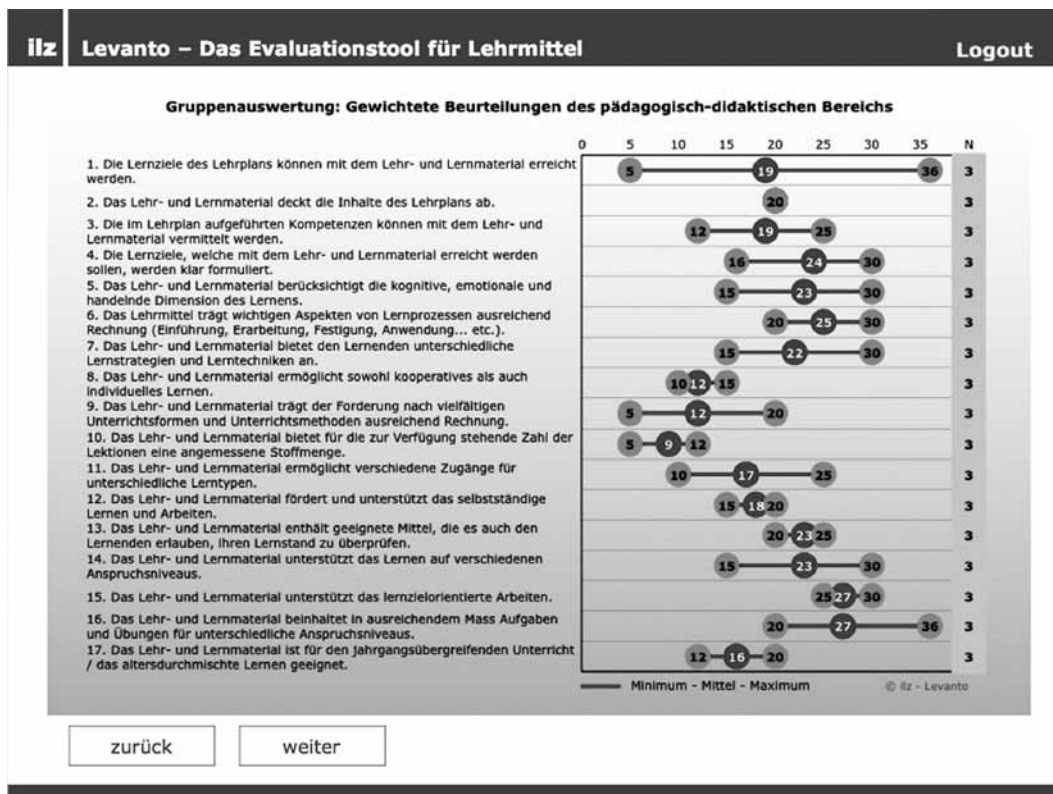 ilz Levanto – Das Evaluationstool für Lehrmittel Logout
Gruppenauswertung: Gewichtete Beurteilungen des pädagogisch-didaktischen Bereichs
0 5 10 15 20 25 30 35 N
1. Die Lernziele des Lehrplans können mit dem Lehr- und Lernmaterial erreicht
werden.
5 19 36 3
2. Das Lehr- und Lernmaterial deckt die Inhalte des Lehrplans ab.
20 3
3. Die im Lehrplan aufgeführten Kompetenzen können mit dem Lehr- und
Lernmaterial vermittelt werden.
12 19 25 3
4. Die Lernziele, welche mit dem Lehr- und Lernmaterial erreicht werden
sollen, werden klar formuliert.
16 24 30 3
5. Das Lehr- und Lernmaterial berücksichtigt die kognitive, emotionale und
handelnde Dimension des Lernens.
15 23 30 3
6. Das Lehrmittel trägt wichtigen Aspekten von Lernprozessen ausreichend
Rechnung (Einführung, Erarbeitung, Festigung, Anwendung... etc.).
20 25 30 3
7. Das Lehr- und Lernmaterial bietet den Lernenden unterschiedliche
Lernstrategien und Lerntechniken an.
15 22 30 3
8. Das Lehr- und Lernmaterial ermöglicht sowohl kooperatives als auch
individuelles Lernen.
10 12 15 3
9. Das Lehr- und Lernmaterial trägt der Forderung nach vielfältigen
Unterrichtsformen und Unterrichtsmethoden ausreichend Rechnung.
5 12 20 3
10. Das Lehr- und Lernmaterial bietet für die zur Verfügung stehende Zahl der
Lektionen eine angemessene Stoffmenge.
5 9 12 3
11. Das Lehr- und Lernmaterial ermöglicht verschiedene Zugänge für
unterschiedliche Lerntypen.
10 17 25 3
12. Das Lehr- und Lernmaterial fördert und unterstützt das selbstständige
Lernen und Arbeiten.
15 18 20 3
13. Das Lehr- und Lernmaterial enthält geeignete Mittel, die es auch den
Lernenden erlauben, ihren Lernstand zu überprüfen.
20 23 25 3
14. Das Lehr- und Lernmaterial unterstützt das Lernen auf verschiedenen
Anspruchsniveaus.
15 23 30 3
15. Das Lehr- und Lernmaterial unterstützt das lernzielorientierte Arbeiten.
25 27 30 3
16. Das Lehr- und Lernmaterial beinhaltet in ausreichendem Mass Aufgaben
und Übungen für unterschiedliche Anspruchsniveaus.
20 27 36 3
17. Das Lehr- und Lernmaterial ist für den jahrgangsübergreifenden Unterricht
/ das altersdurchmischte Lernen geeignet.
12 16 20 3
Minimum - Mittel - Maximum © ilz - Levanto
zurück weiter